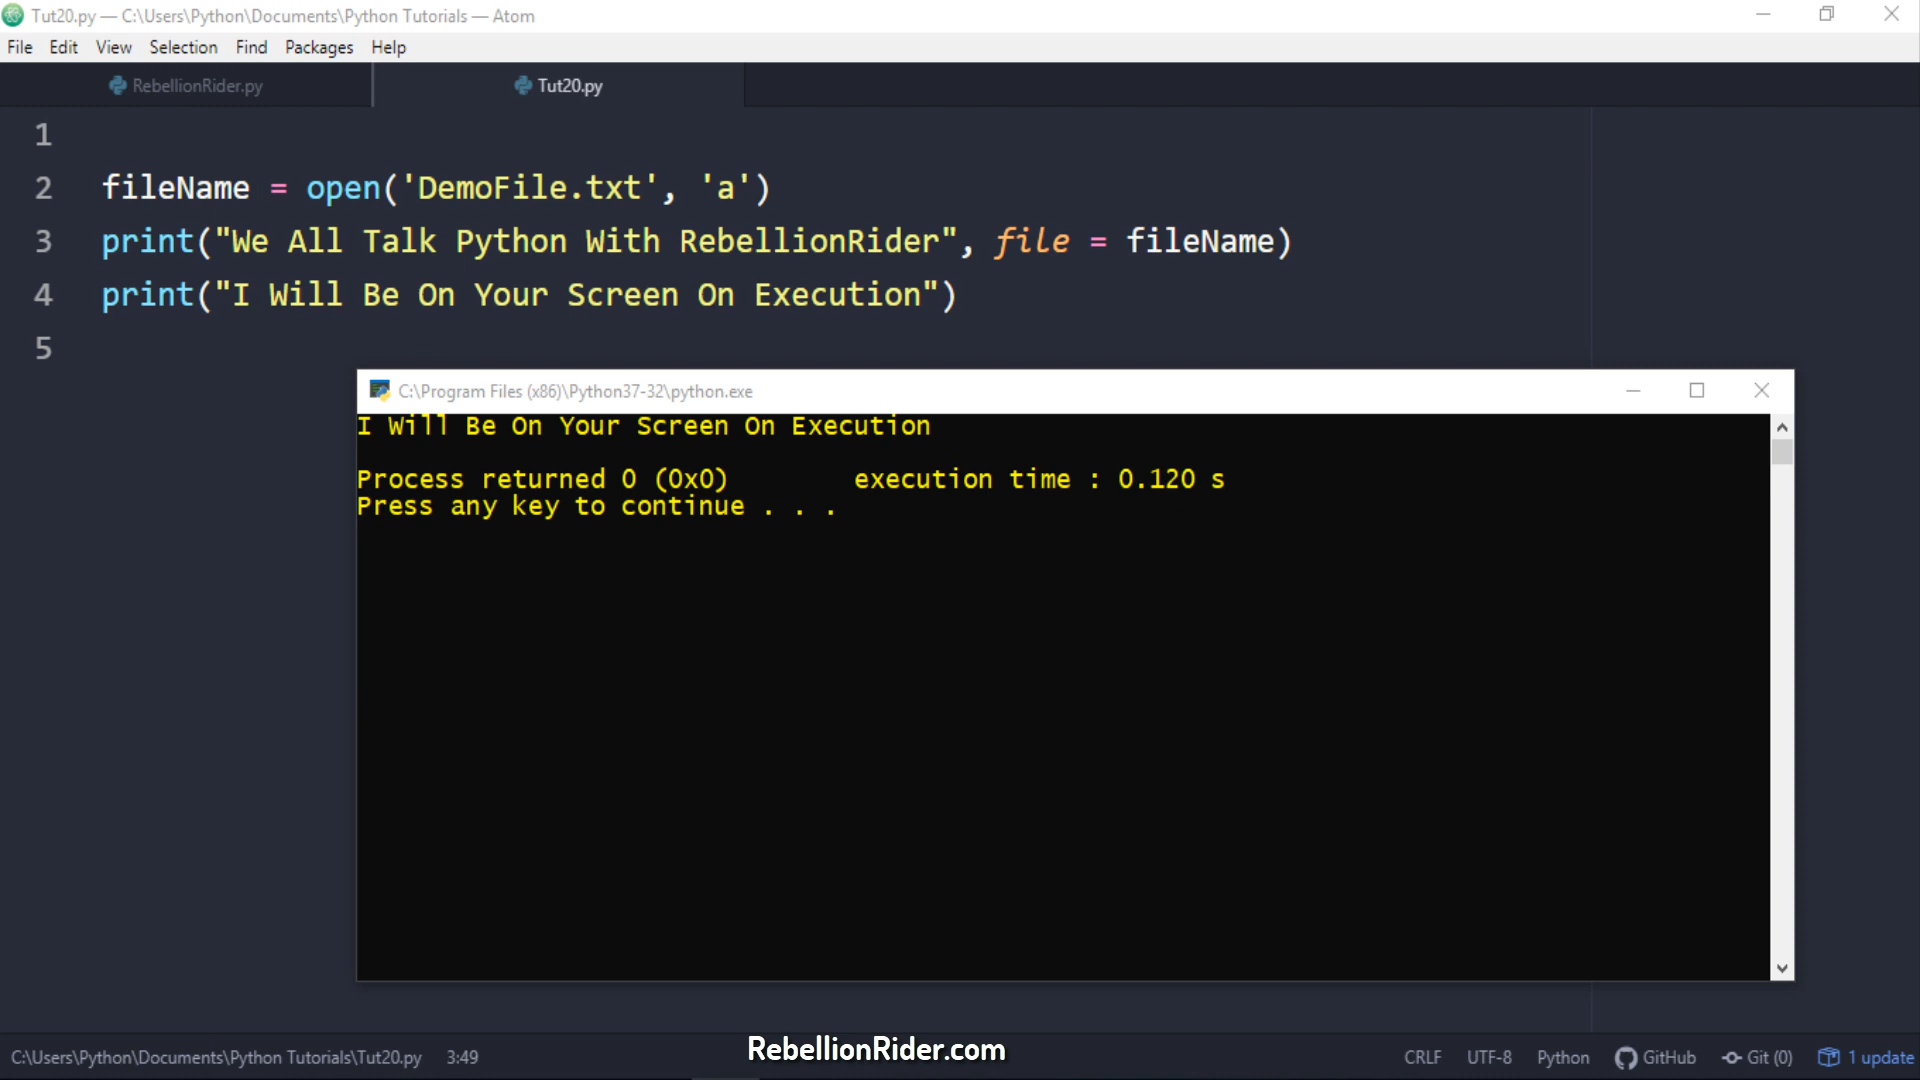 Tut20.py — C:\Users\Python\Documents\Python Tutorials — Atom
File Edit View Selection Find Packages Help
RebellionRider.py Tut20.py
1
2 fileName = open('DemoFile.txt', 'a')
3 print("We All Talk Python With RebellionRider", file = fileName)
4 print("I Will Be On Your Screen On Execution")
5
C:\Program Files (x86)\Python37-32\python.exe
I Will Be On Your Screen On Execution
Process returned 0 (0x0) execution time : 0.120 s
Press any key to continue . . .
RebellionRider.com
C:\Users\Python\Documents\Python Tutorials\Tut20.py 3:49 CRLF UTF-8 Python GitHub Git (0) 1 update